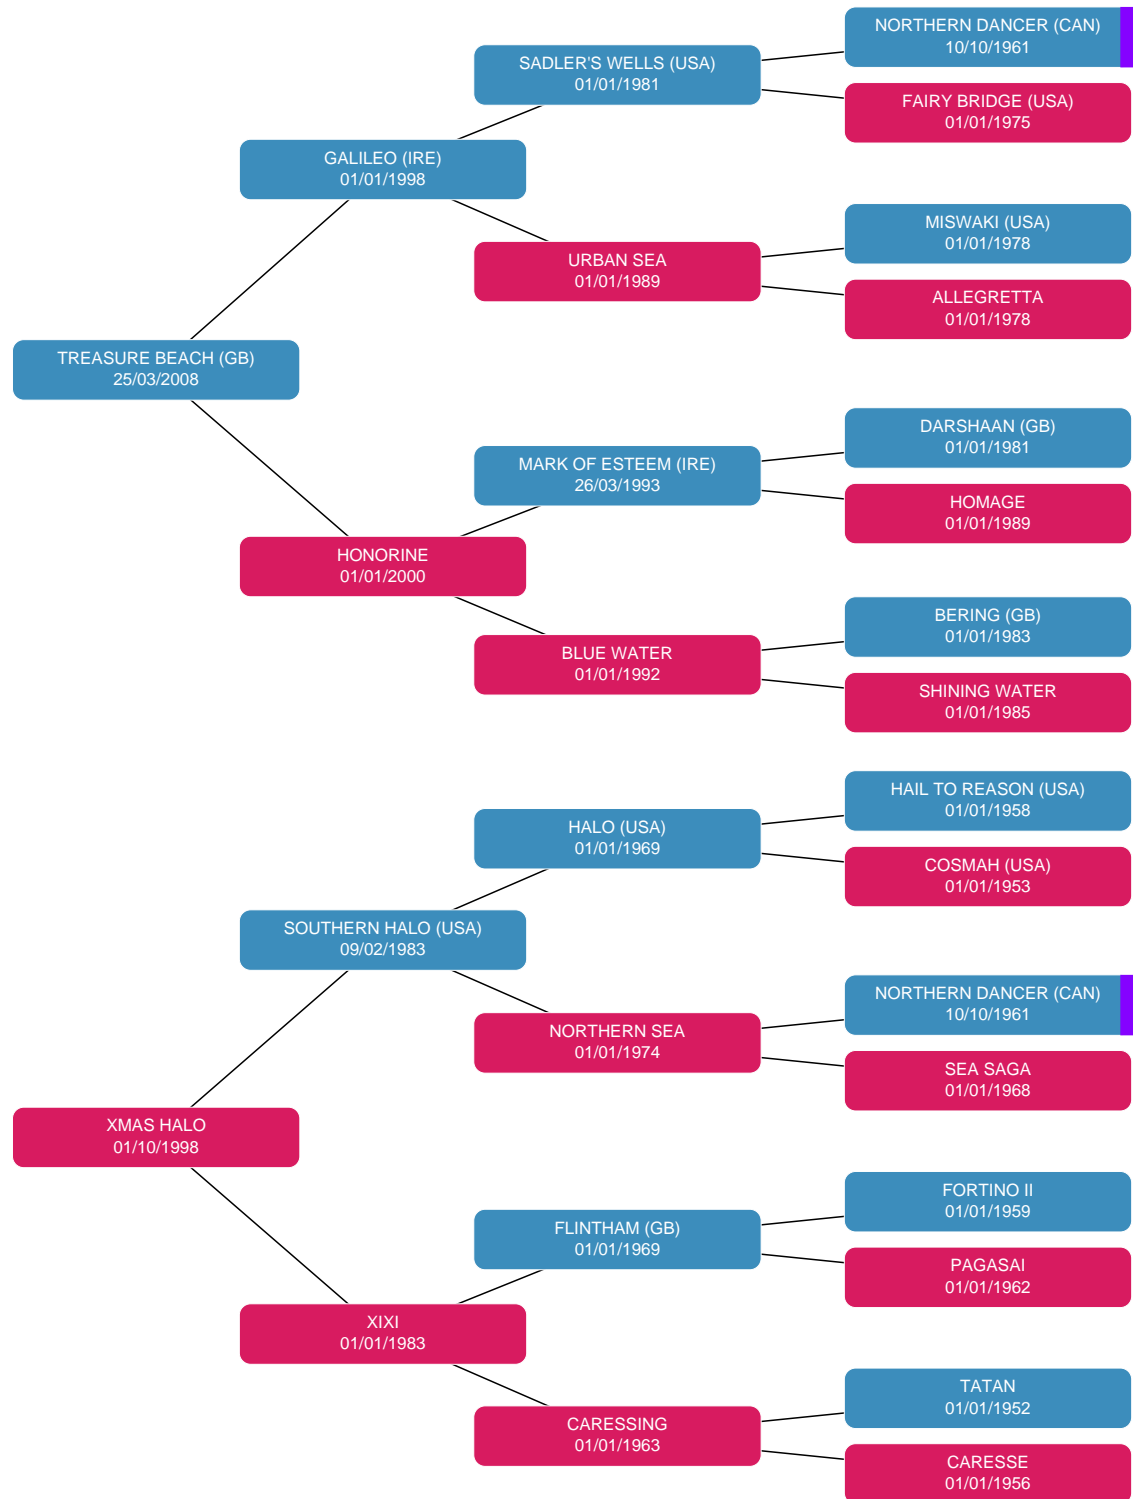 NORTHERN DANCER (CAN)
10/10/1961
SADLER'S WELLS (USA)
01/01/1981
FAIRY BRIDGE (USA)
01/01/1975
GALILEO (IRE)
01/01/1998
MISWAKI (USA)
01/01/1978
URBAN SEA
01/01/1989
ALLEGRETTA
01/01/1978
TREASURE BEACH (GB)
25/03/2008
DARSHAAN (GB)
01/01/1981
MARK OF ESTEEM (IRE)
26/03/1993
HOMAGE
01/01/1989
HONORINE
01/01/2000
BERING (GB)
01/01/1983
BLUE WATER
01/01/1992
SHINING WATER
01/01/1985
HAIL TO REASON (USA)
01/01/1958
HALO (USA)
01/01/1969
COSMAH (USA)
01/01/1953
SOUTHERN HALO (USA)
09/02/1983
NORTHERN DANCER (CAN)
10/10/1961
NORTHERN SEA
01/01/1974
SEA SAGA
01/01/1968
XMAS HALO
01/10/1998
FORTINO II
01/01/1959
FLINTHAM (GB)
01/01/1969
PAGASAI
01/01/1962
XIXI
01/01/1983
TATAN
01/01/1952
CARESSING
01/01/1963
CARESSE
01/01/1956